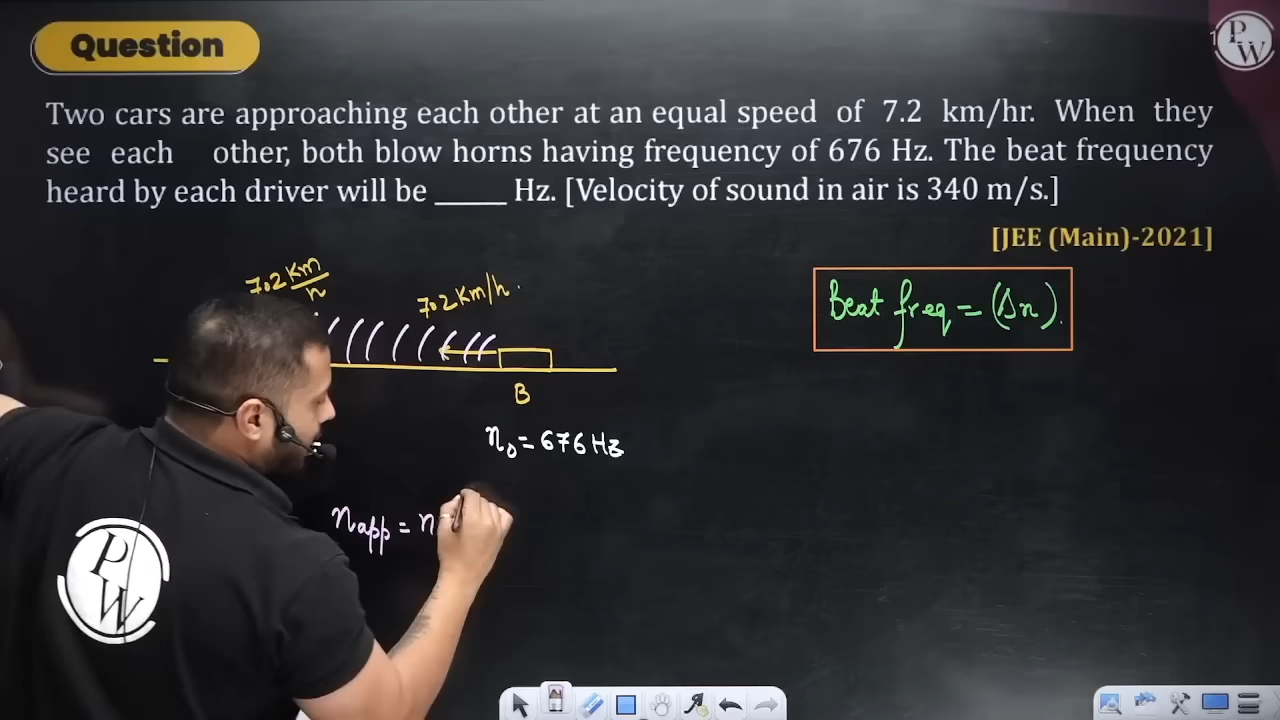 Question
PW
Two cars are approaching each other at an equal speed of 7.2 km/hr. When they
see each other, both blow horns having frequency of 676 Hz. The beat frequency
heard by each driver will be _____ Hz. [Velocity of sound in air is 340 m/s.]
[JEE (Main)-2021]
7.2 Km/h
7.2 Km/h.
Beat freq = (Δn).
B
n₀ = 676 Hz
n_app = n
PW